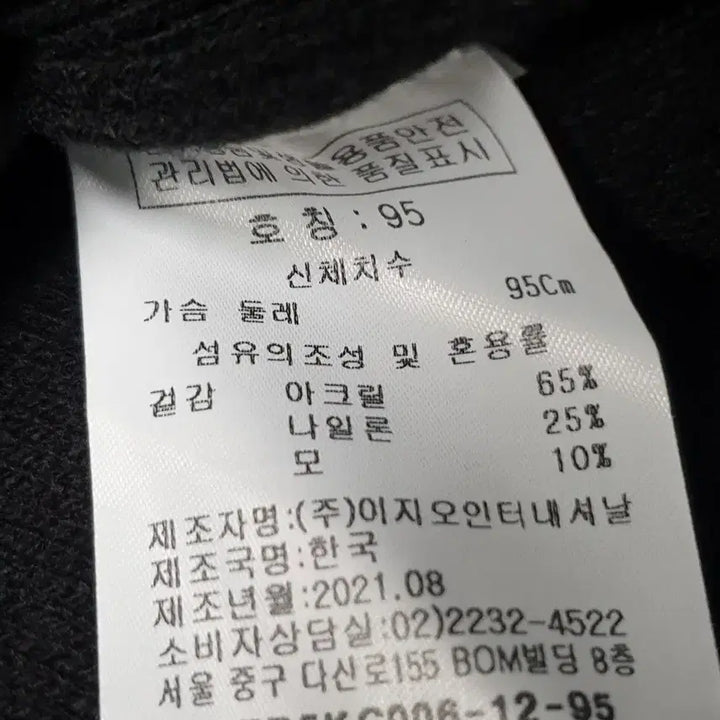 관리법에 의한
용품안전
품질표시
호칭 : 95
신체치수
가슴 둘레 95Cm
섬유의조성 및 혼용률
겉감 아크릴 65%
나일론 25%
모 10%
제조자명:(주)이지오인터내셔날
제조국명:한국
제조년월:2021.08
소비자상담실:02)2232-4522
서울 중구 다산로155 BOM빌딩 8층